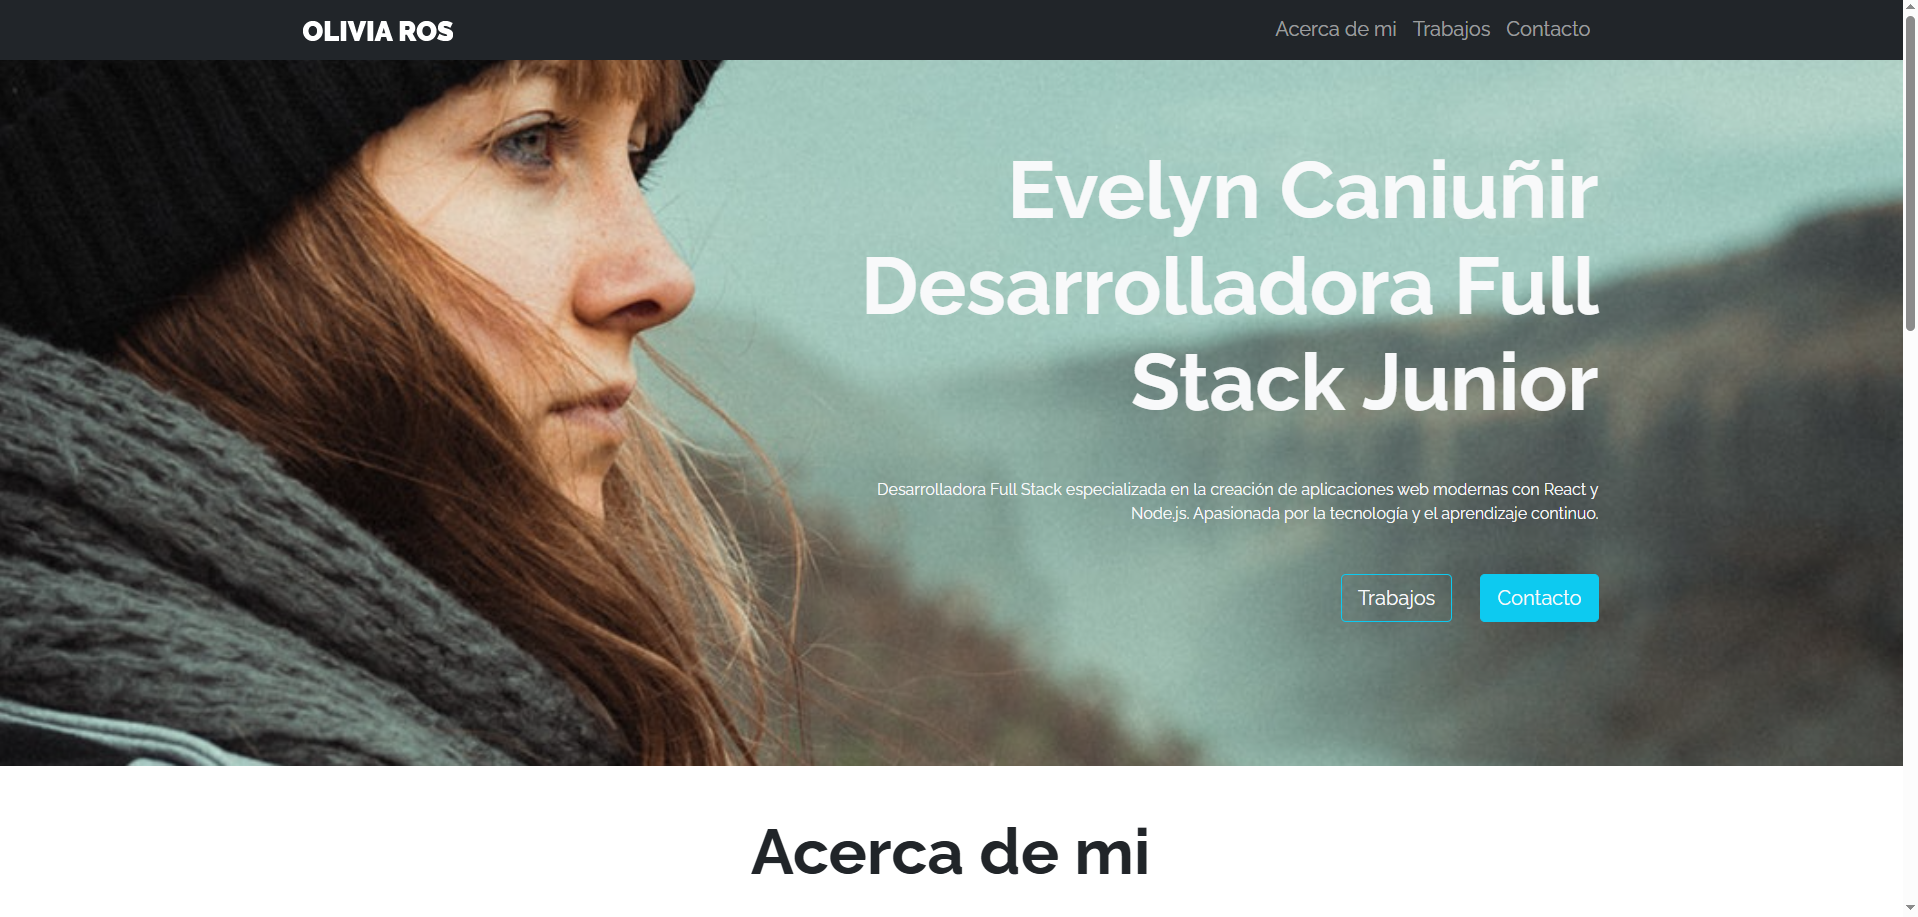 OLIVIA ROS
Acerca de mi Trabajos Contacto
Evelyn Caniuñir
Desarrolladora Full
Stack Junior
Desarrolladora Full Stack especializada en la creación de aplicaciones web modernas con React y
Node.js. Apasionada por la tecnología y el aprendizaje continuo.
Trabajos Contacto
Acerca de mi